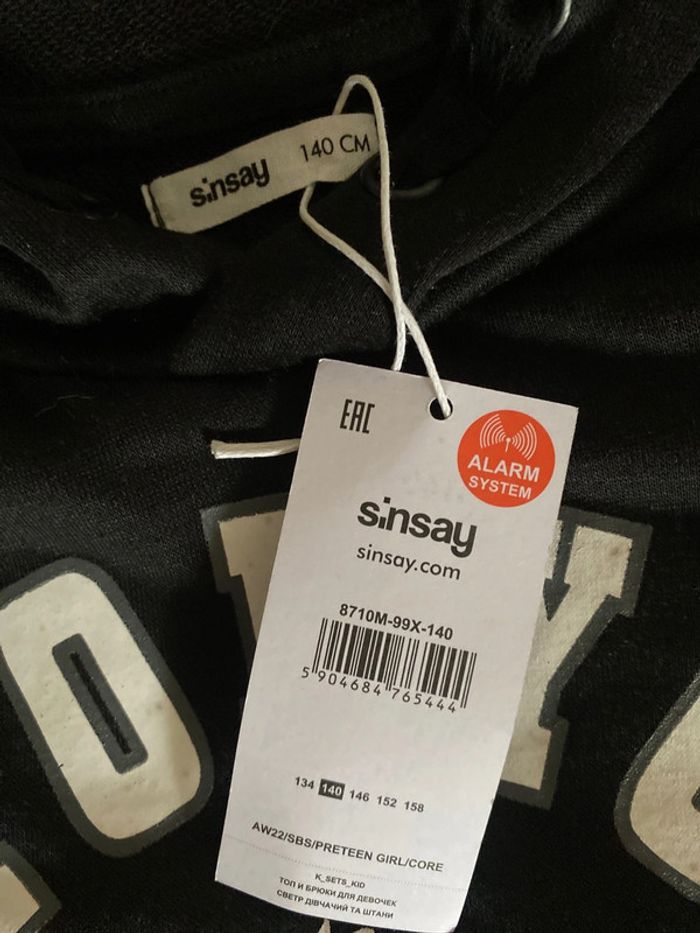 sinsay 140 CM
EAC
ALARM
SYSTEM
sinsay
sinsay.com
8710M-99X-140
5 904684 765444
134 140 146 152 158
AW22/SBS/PRETEEN GIRL/CORE
K_SETS_KID
ТОП И БРЮКИ ДЛЯ ДЕВОЧЕК
СВЕТР ДІВЧАЧИЙ ТА ШТАНИ
O
Y